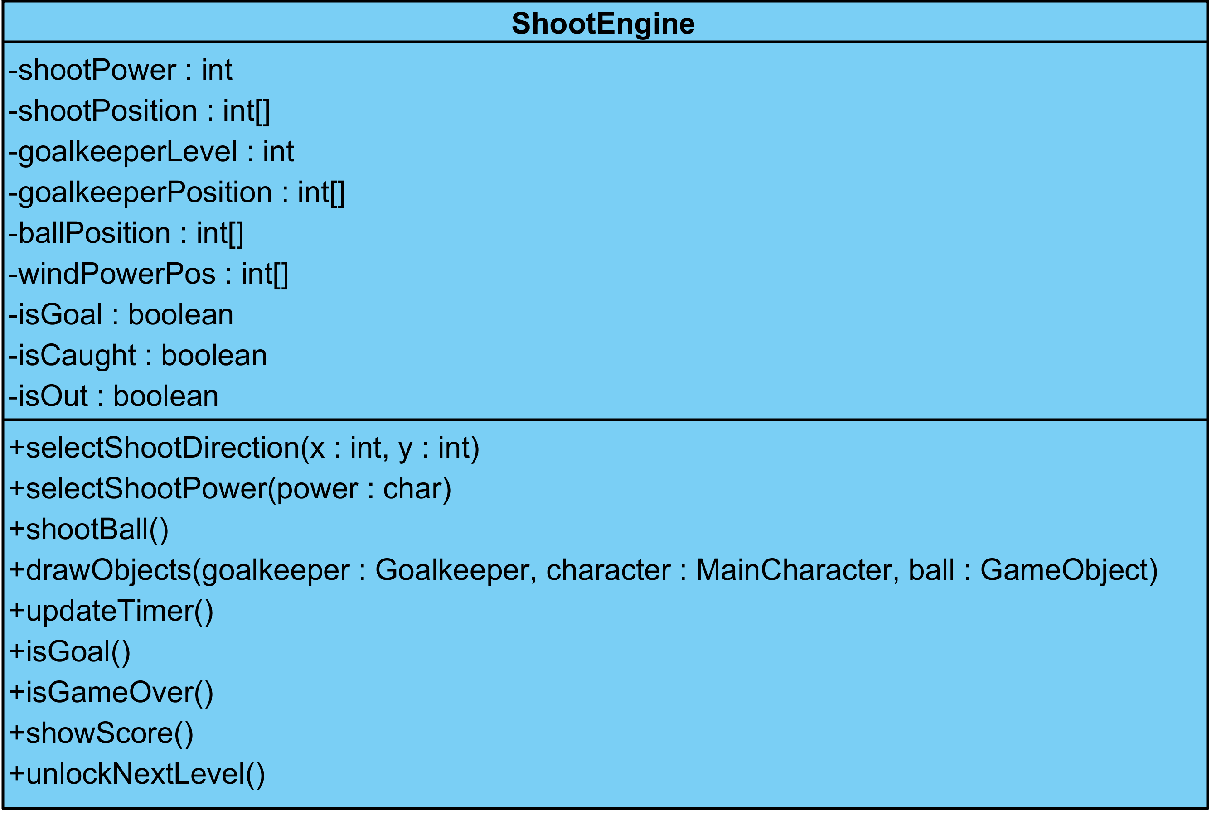 ShootEngine
-shootPower : int
-shootPosition : int[]
-goalkeeperLevel : int
-goalkeeperPosition : int[]
-ballPosition : int[]
-windPowerPos : int[]
-isGoal : boolean
-isCaught : boolean
-isOut : boolean
+selectShootDirection(x : int, y : int)
+selectShootPower(power : char)
+shootBall()
+drawObjects(goalkeeper : Goalkeeper, character : MainCharacter, ball : GameObject)
+updateTimer()
+isGoal()
+isGameOver()
+showScore()
+unlockNextLevel()